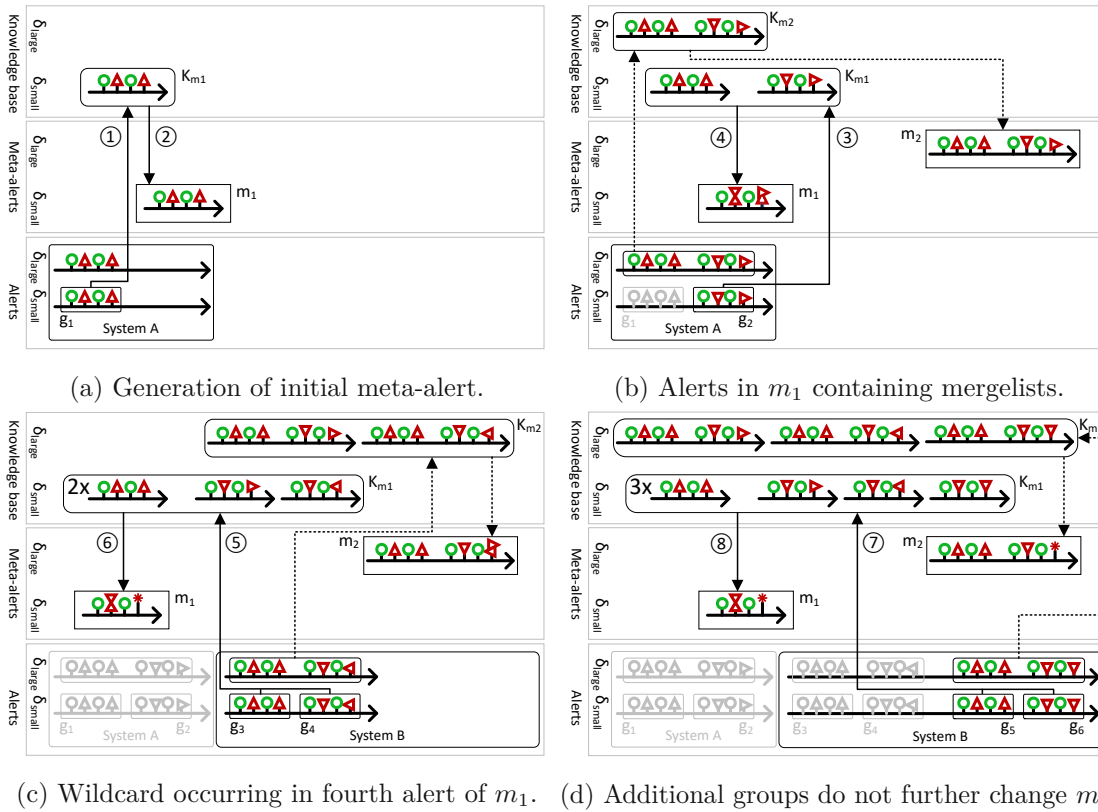 Knowledge base
δlarge
δsmall
Km1
①
②
Meta-alerts
δlarge
δsmall
m1
Alerts
δlarge
δsmall
g1
System A
(a) Generation of initial meta-alert.
Knowledge base
δlarge
δsmall
Km2
Km1
④
③
Meta-alerts
δlarge
δsmall
m2
m1
Alerts
δlarge
δsmall
g1
g2
System A
(b) Alerts in m1 containing mergelists.
Knowledge base
δlarge
δsmall
Km2
2x
Km1
⑥
⑤
Meta-alerts
δlarge
δsmall
m2
*
m1
Alerts
δlarge
δsmall
g1
g2
g3
g4
System A
System B
(c) Wildcard occurring in fourth alert of m1.
Knowledge base
δlarge
δsmall
Km
3x
Km1
⑧
⑦
Meta-alerts
δlarge
δsmall
m2
*
m1
*
Alerts
δlarge
δsmall
g1
g2
g3
g4
g5
g6
System A
System B
(d) Additional groups do not further change m